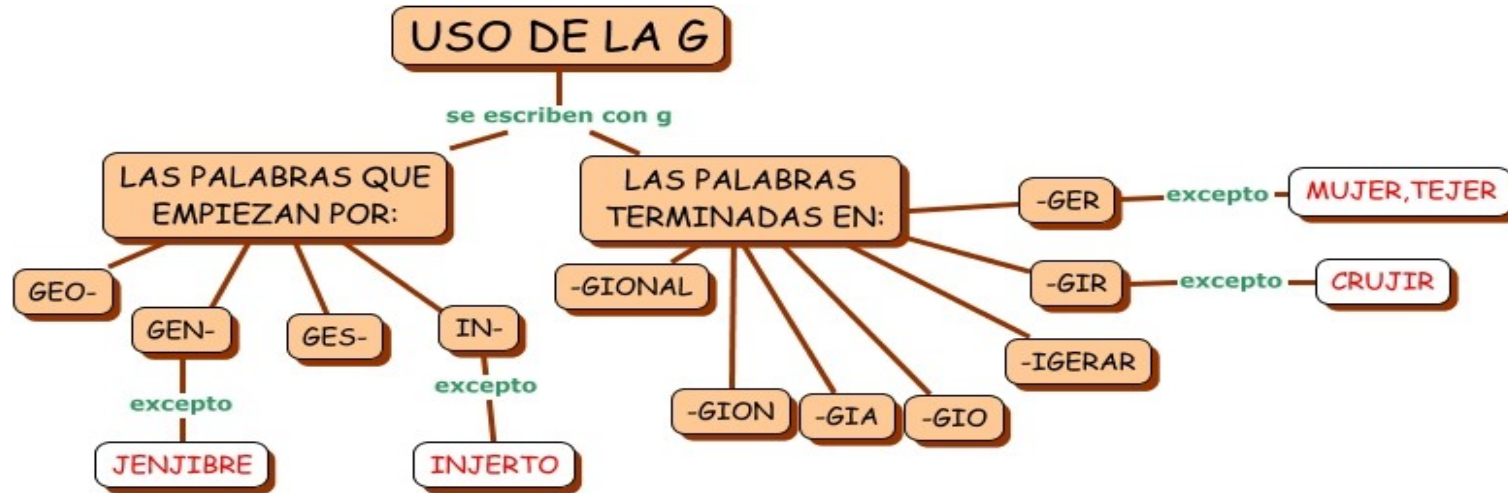 USO DE LA G
se escriben con g
LAS PALABRAS QUE
EMPIEZAN POR:
GEO-
GEN-
excepto
JENJIBRE
GES-
IN-
excepto
INJERTO
LAS PALABRAS
TERMINADAS EN:
-GIONAL
-GION
-GIA
-GIO
-IGERAR
-GIR
excepto
CRUJIR
-GER
excepto
MUJER,TEJER